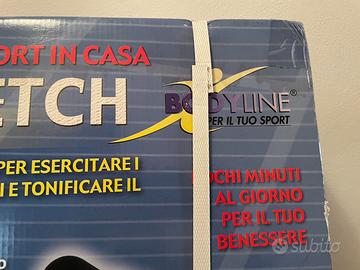 ORT IN CASA
ETCH
BODYLINE®
PER IL TUO SPORT
PER ESERCITARE I
I E TONIFICARE IL
POCHI MINUTI
AL GIORNO
PER IL TUO
BENESSERE
subito